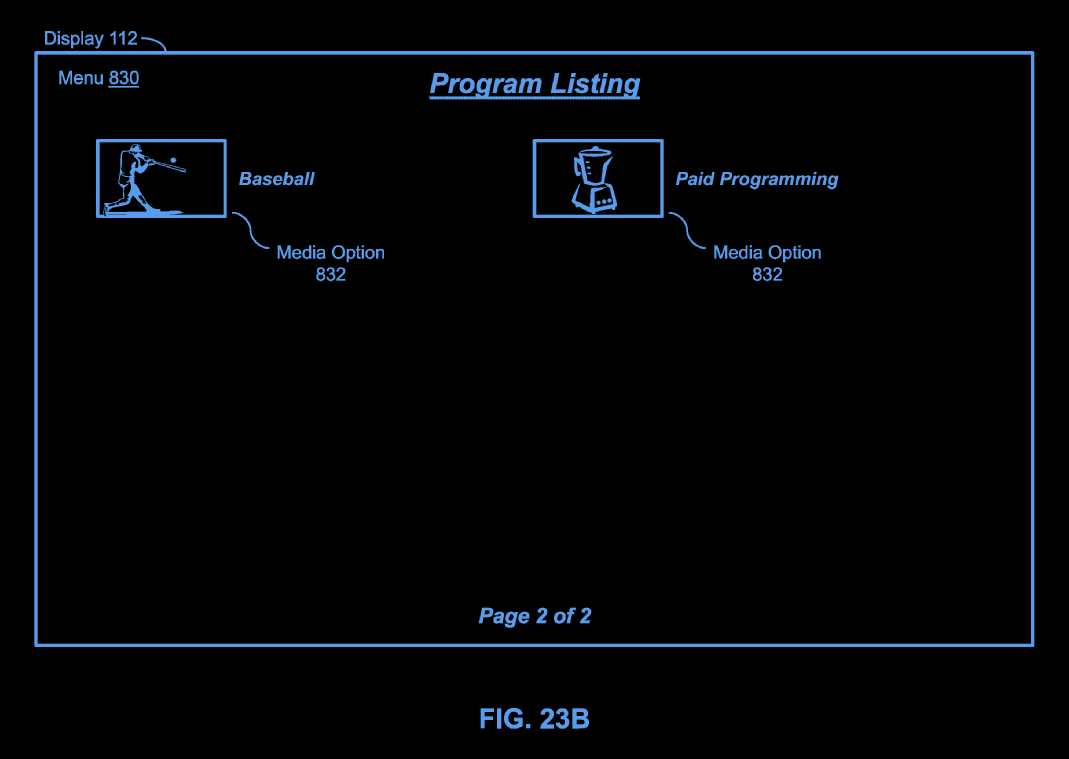 Display 112
Menu 830
Program Listing
Baseball
Paid Programming
Media Option
832
Media Option
832
Page 2 of 2
FIG. 23B